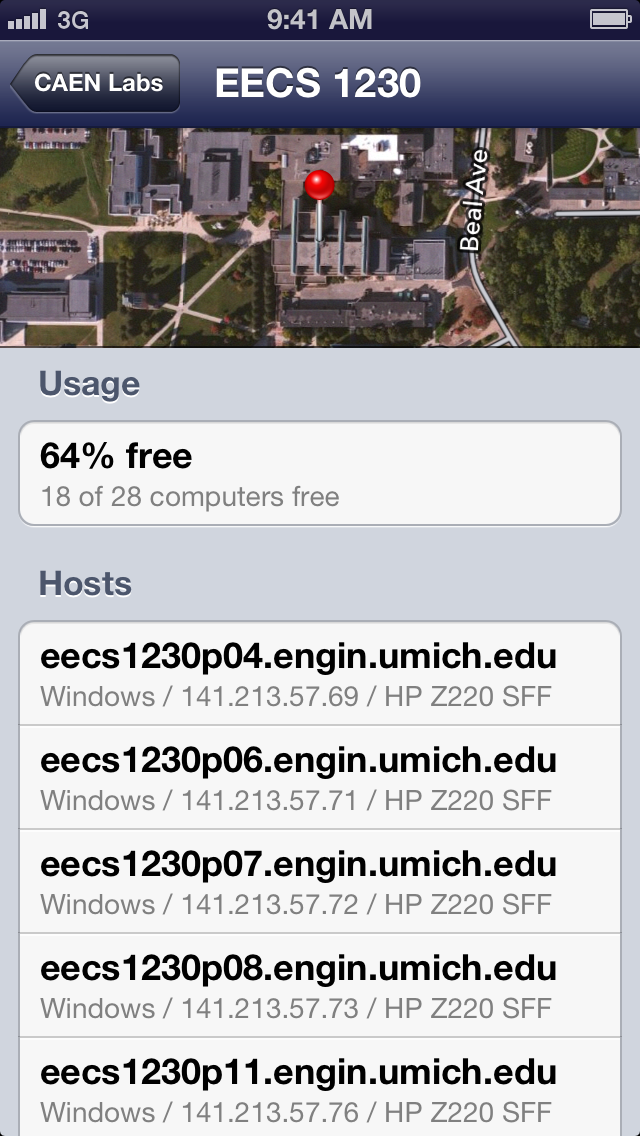 3G 9:41 AM
CAEN Labs EECS 1230
Beal Ave
Usage
64% free
18 of 28 computers free
Hosts
eecs1230p04.engin.umich.edu
Windows / 141.213.57.69 / HP Z220 SFF
eecs1230p06.engin.umich.edu
Windows / 141.213.57.71 / HP Z220 SFF
eecs1230p07.engin.umich.edu
Windows / 141.213.57.72 / HP Z220 SFF
eecs1230p08.engin.umich.edu
Windows / 141.213.57.73 / HP Z220 SFF
eecs1230p11.engin.umich.edu
Windows / 141.213.57.76 / HP Z220 SFF